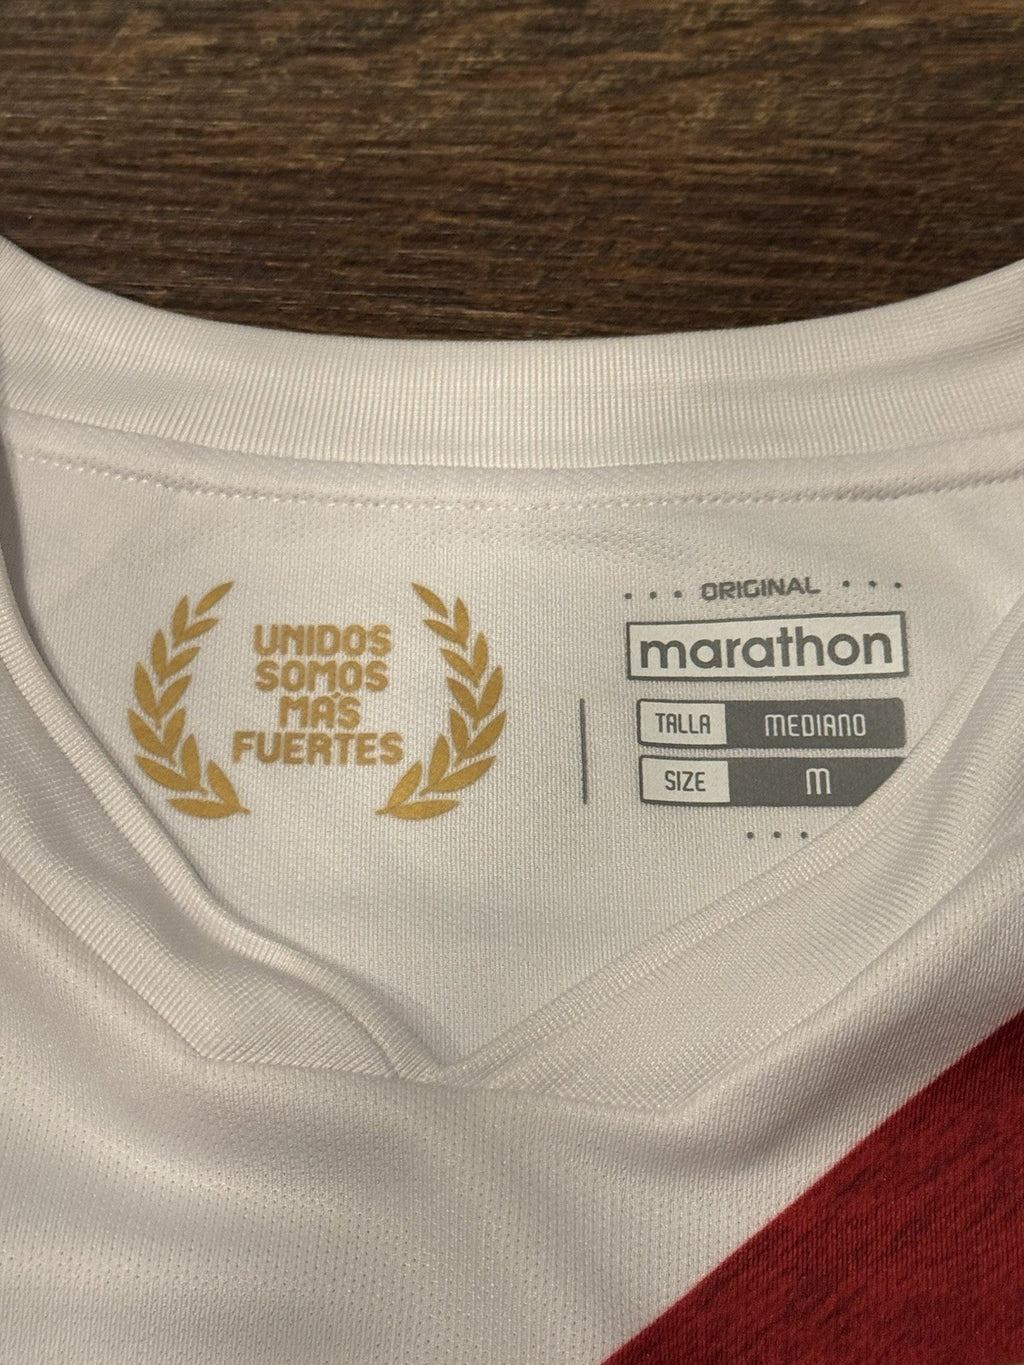 UNIDOS
SOMOS
MÁS
FUERTES
ORIGINAL
marathon
TALLA MEDIANO
SIZE M